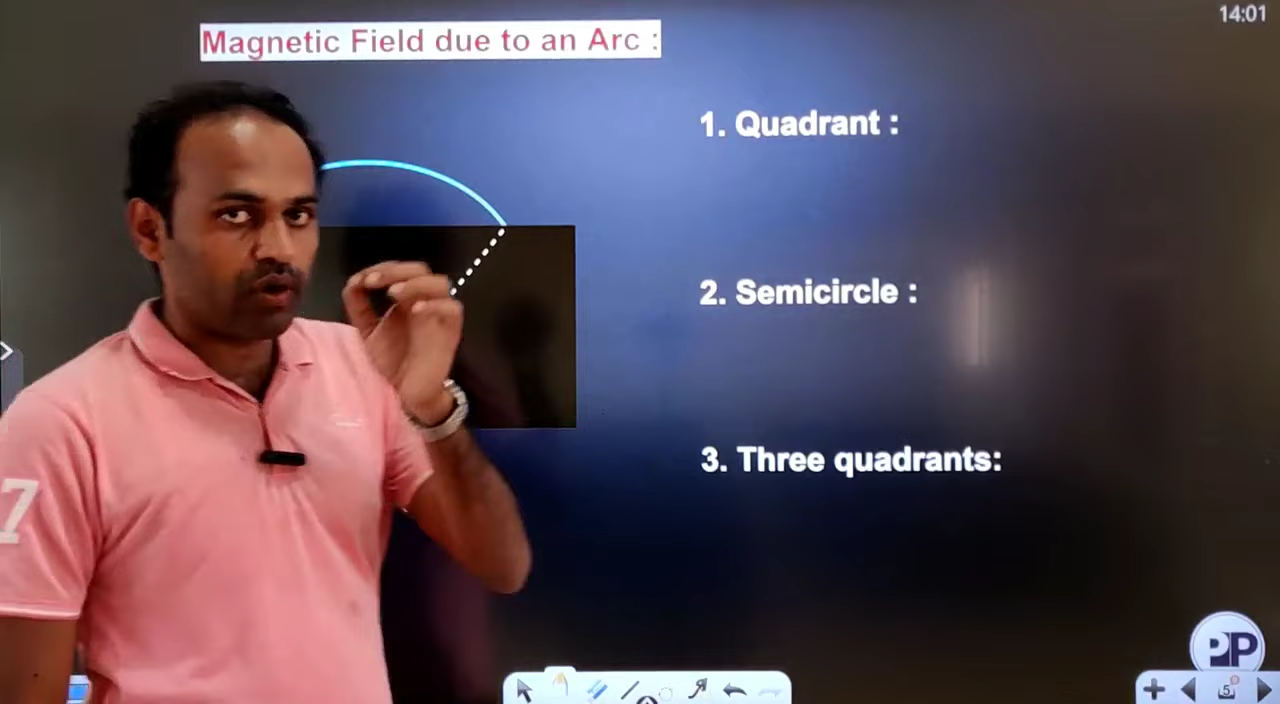 14:01
Magnetic Field due to an Arc :
1. Quadrant :
2. Semicircle :
3. Three quadrants:
7
PP
5